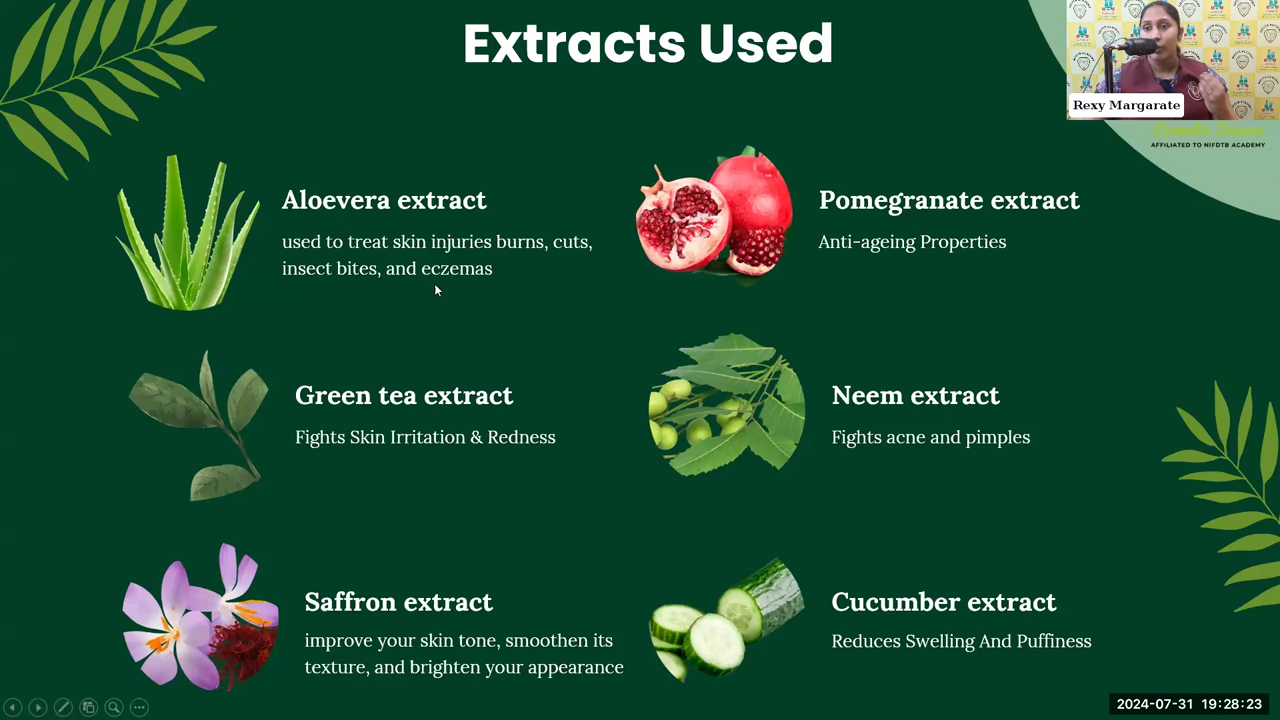 Extracts Used
Rexy Margarate
AFFILIATED TO NIFDTB ACADEMY
Aloevera extract
used to treat skin injuries burns, cuts,
insect bites, and eczemas
Pomegranate extract
Anti-ageing Properties
Green tea extract
Fights Skin Irritation & Redness
Neem extract
Fights acne and pimples
Saffron extract
improve your skin tone, smoothen its
texture, and brighten your appearance
Cucumber extract
Reduces Swelling And Puffiness
2024-07-31 19:28:23